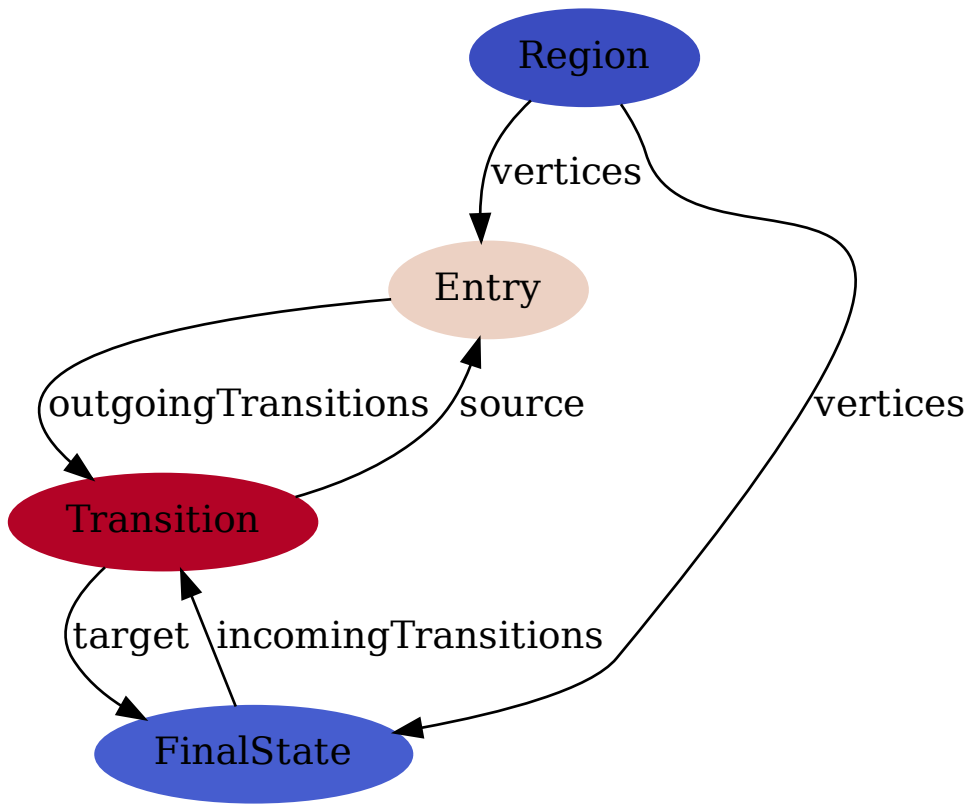 Region
vertices
Entry
outgoingTransitions
source
vertices
Transition
target
incomingTransitions
FinalState